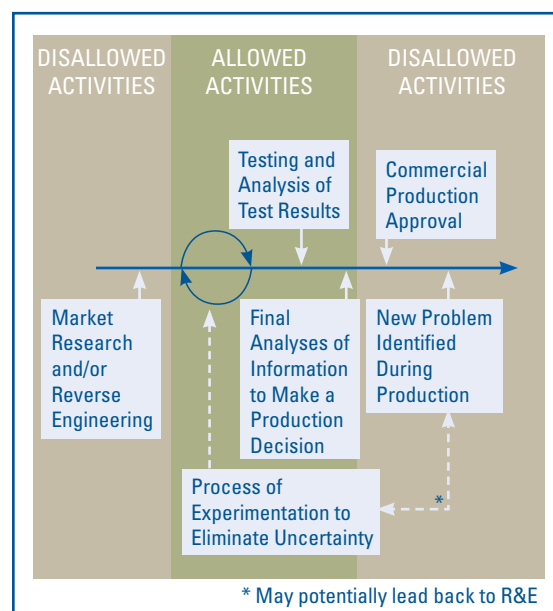 DISALLOWED
ACTIVITIES
ALLOWED
ACTIVITIES
DISALLOWED
ACTIVITIES
Testing and
Analysis of
Test Results
Commercial
Production
Approval
Market
Research
and/or
Reverse
Engineering
Final
Analyses of
Information
to Make a
Production
Decision
New Problem
Identified
During
Production
Process of
Experimentation to
Eliminate Uncertainty
*
* May potentially lead back to R&E